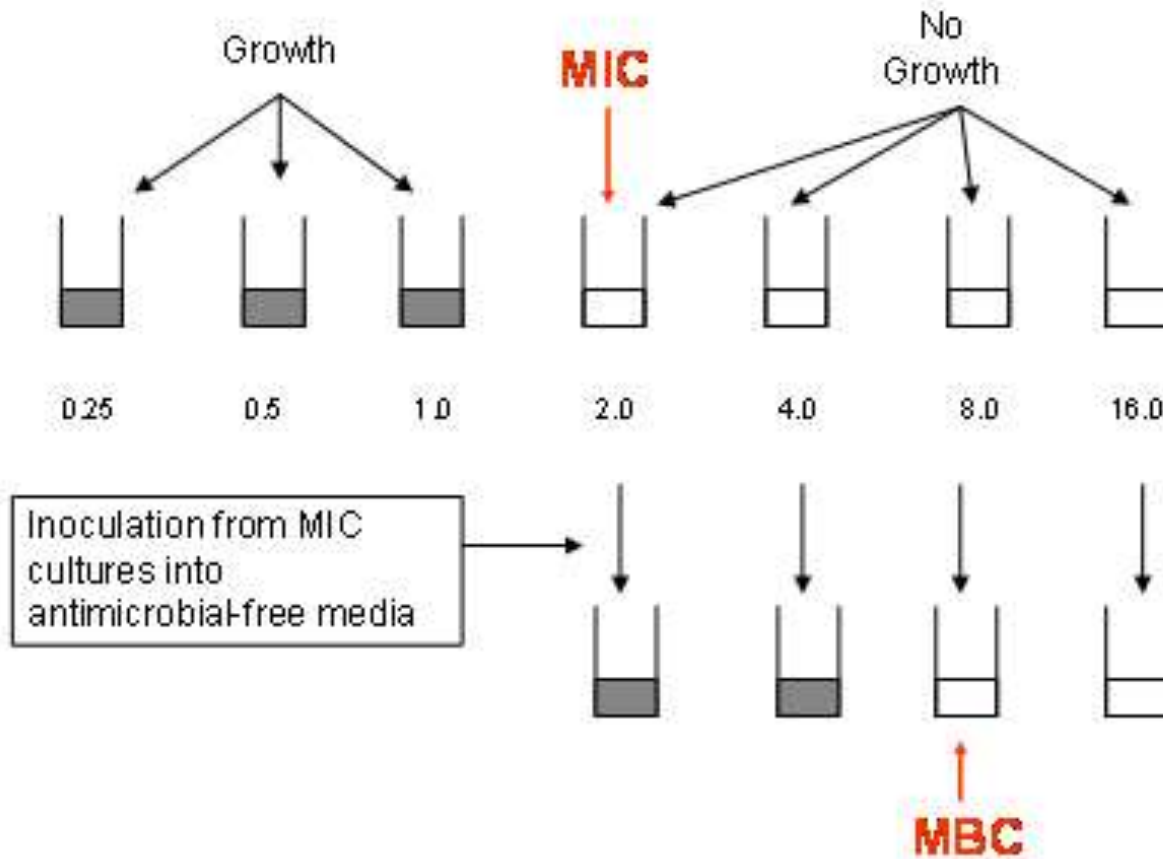 Growth
MIC
No
Growth
0.25
0.5
1.0
2.0
4.0
8.0
16.0
Inoculation from MIC
cultures into
antimicrobial-free media
MBC